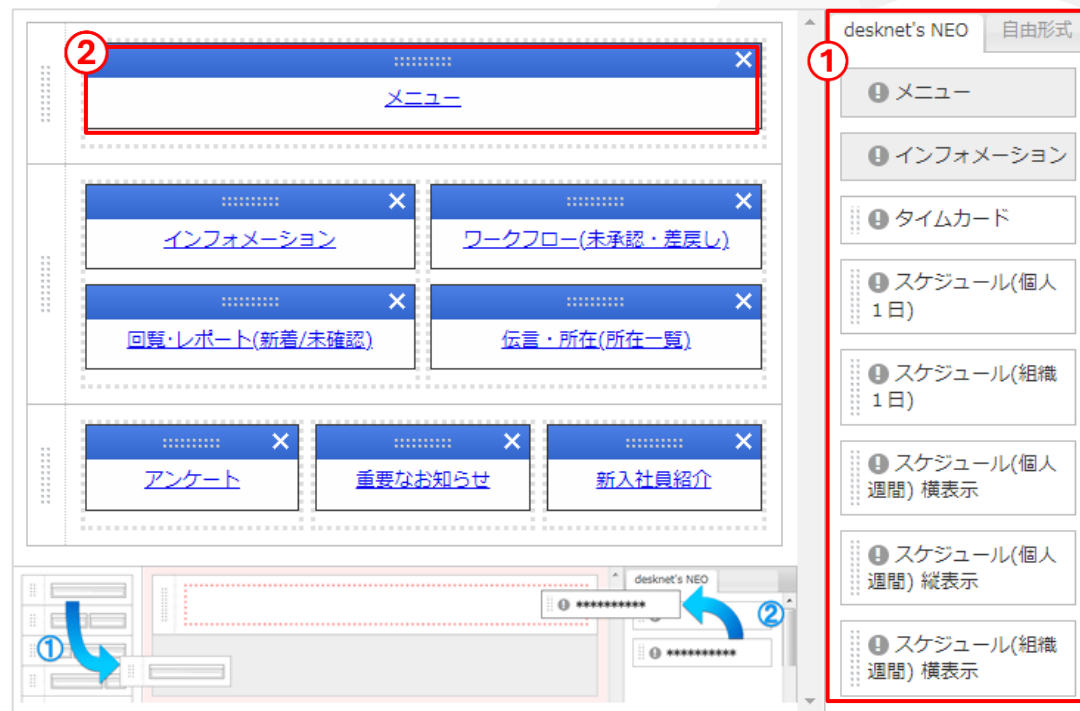 ②
メニュー
インフォメーション
ワークフロー(未承認・差戻し)
回覧・レポート(新着/未確認)
伝言・所在(所在一覧)
アンケート
重要なお知らせ
新入社員紹介
①
desknet's NEO
**********
②
**********
①
desknet's NEO
自由形式
メニュー
インフォメーション
タイムカード
スケジュール(個人
1日)
スケジュール(組織
1日)
スケジュール(個人
週間) 横表示
スケジュール(個人
週間) 縦表示
スケジュール(組織
週間) 横表示